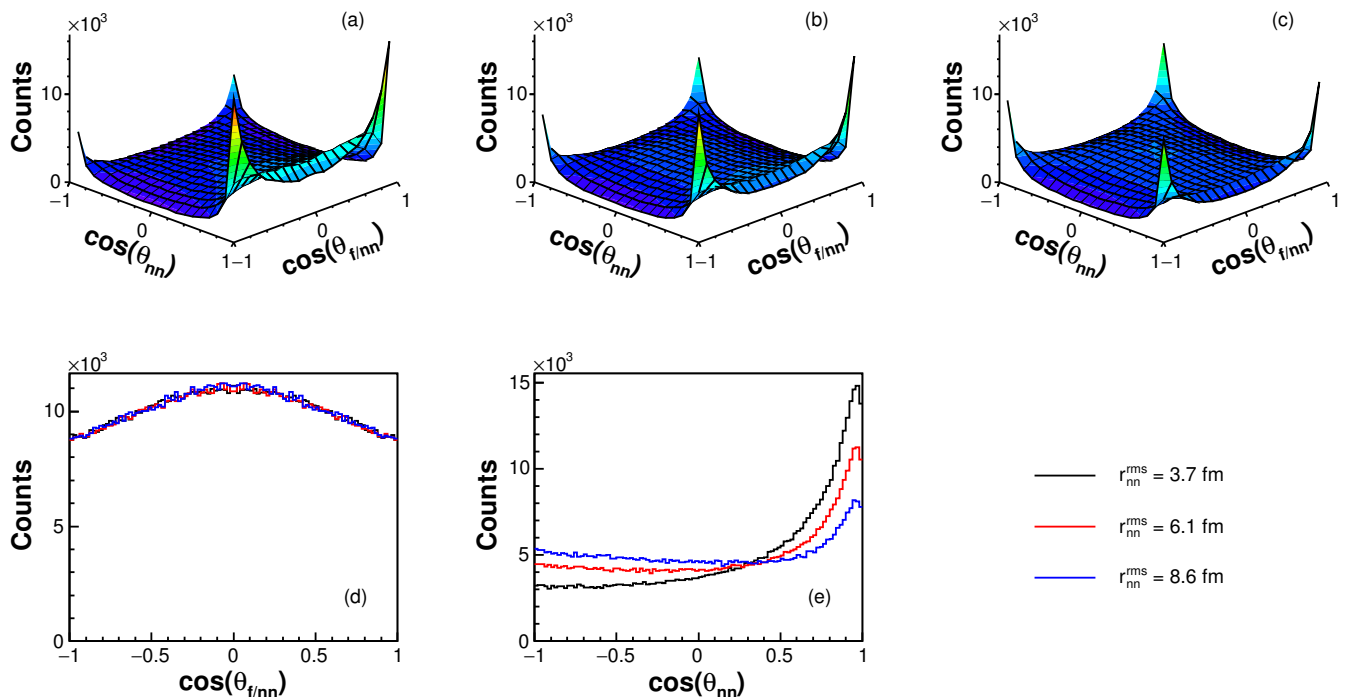 ×10³ (a)
Counts
10
0
−1
0
1−1
0
1
cos(θnn)
cos(θf/nn)
×10³ (b)
Counts
10
0
−1
0
1−1
0
1
cos(θnn)
cos(θf/nn)
×10³ (c)
Counts
10
0
−1
0
1−1
0
1
cos(θnn)
cos(θf/nn)
×10³
Counts
10
5
0
(d)
−1 −0.5 0 0.5 1
cos(θf/nn)
×10³
Counts
15
10
5
0
(e)
−1 −0.5 0 0.5 1
cos(θnn)
r_nn^rms = 3.7 fm
r_nn^rms = 6.1 fm
r_nn^rms = 8.6 fm